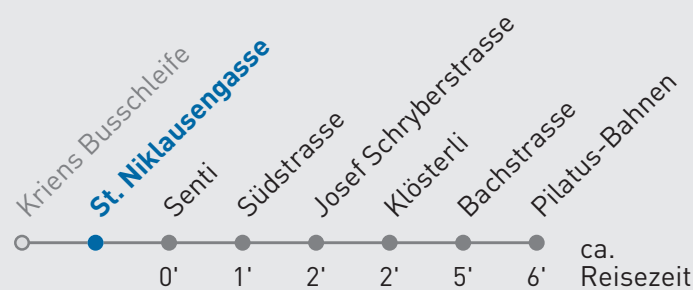 Kriens Busschleife
St. Niklausengasse
Senti
Südstrasse
Josef Schryberstrasse
Klösterli
Bachstrasse
Pilatus-Bahnen
ca.
0' 1' 2' 2' 5' 6' Reisezeit